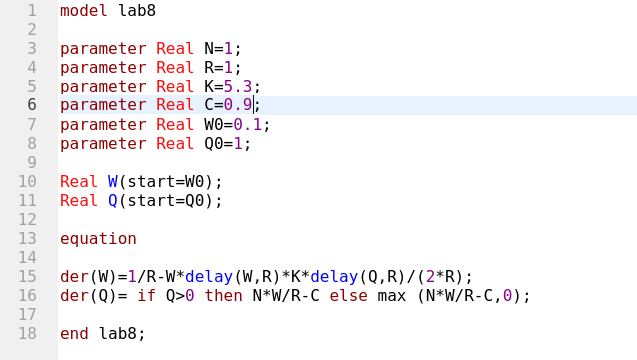 1 model lab8
2
3 parameter Real N=1;
4 parameter Real R=1;
5 parameter Real K=5.3;
6 parameter Real C=0.9;
7 parameter Real W0=0.1;
8 parameter Real Q0=1;
9
10 Real W(start=W0);
11 Real Q(start=Q0);
12
13 equation
14
15 der(W)=1/R-W*delay(W,R)*K*delay(Q,R)/(2*R);
16 der(Q)= if Q>0 then N*W/R-C else max (N*W/R-C,0);
17
18 end lab8;